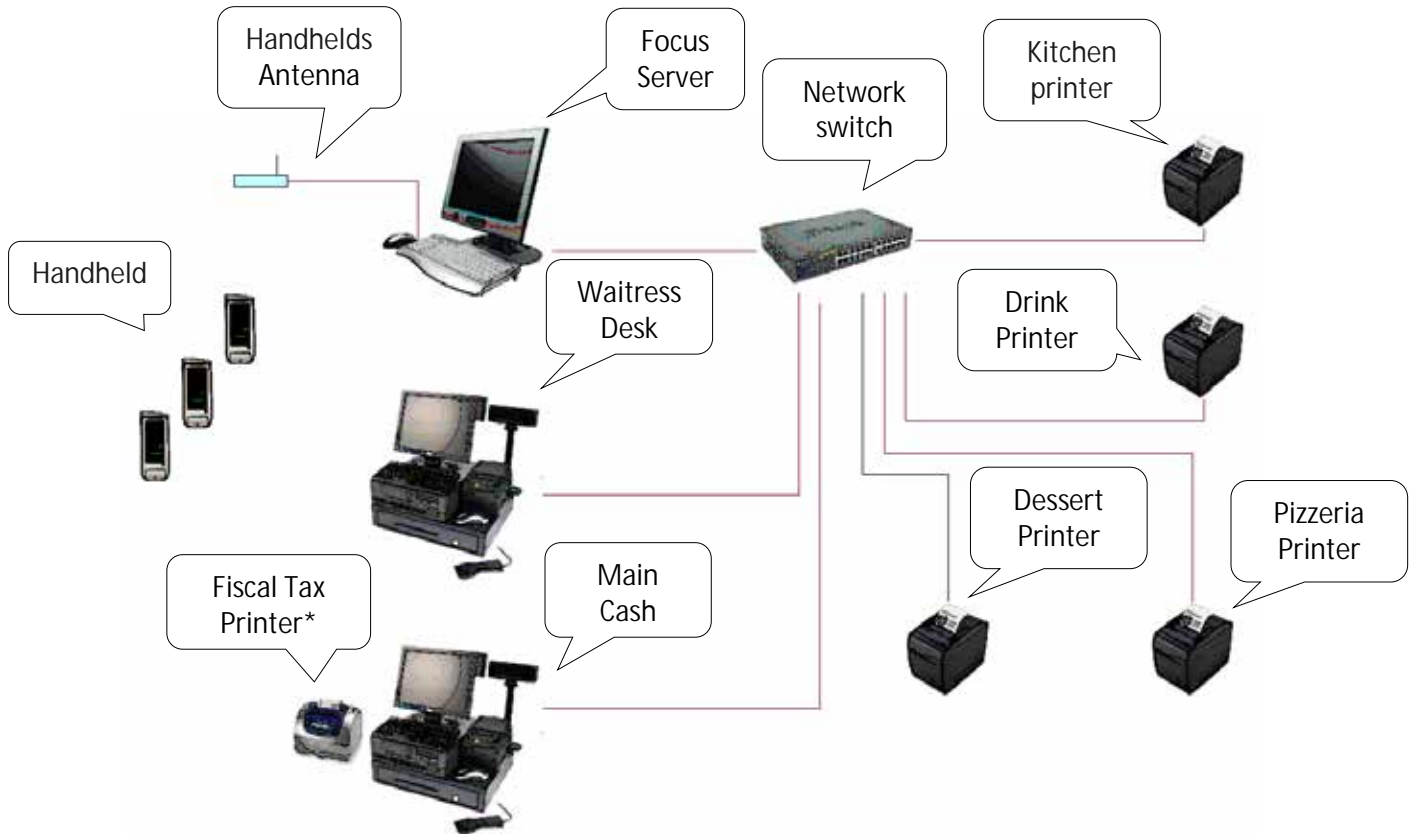 Handhelds
Antenna
Focus
Server
Network
switch
Kitchen
printer
Handheld
Waitress
Desk
Drink
Printer
Dessert
Printer
Pizzeria
Printer
Fiscal Tax
Printer*
Main
Cash